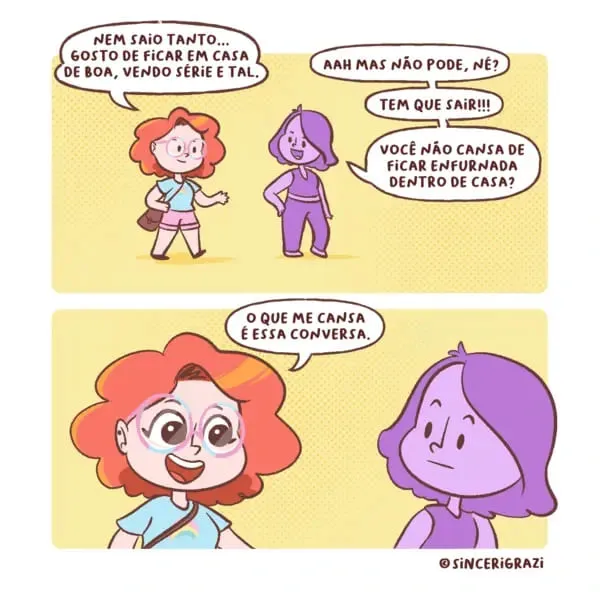 NEM SAIO TANTO...
GOSTO DE FICAR EM CASA
DE BOA, VENDO SÉRIE E TAL.
AAH MAS NÃO PODE, NÉ?
TEM QUE SAIR!!!
VOCÊ NÃO CANSA DE
FICAR ENFURNADA
DENTRO DE CASA?
O QUE ME CANSA
É ESSA CONVERSA.
© SINCERIGRAZI